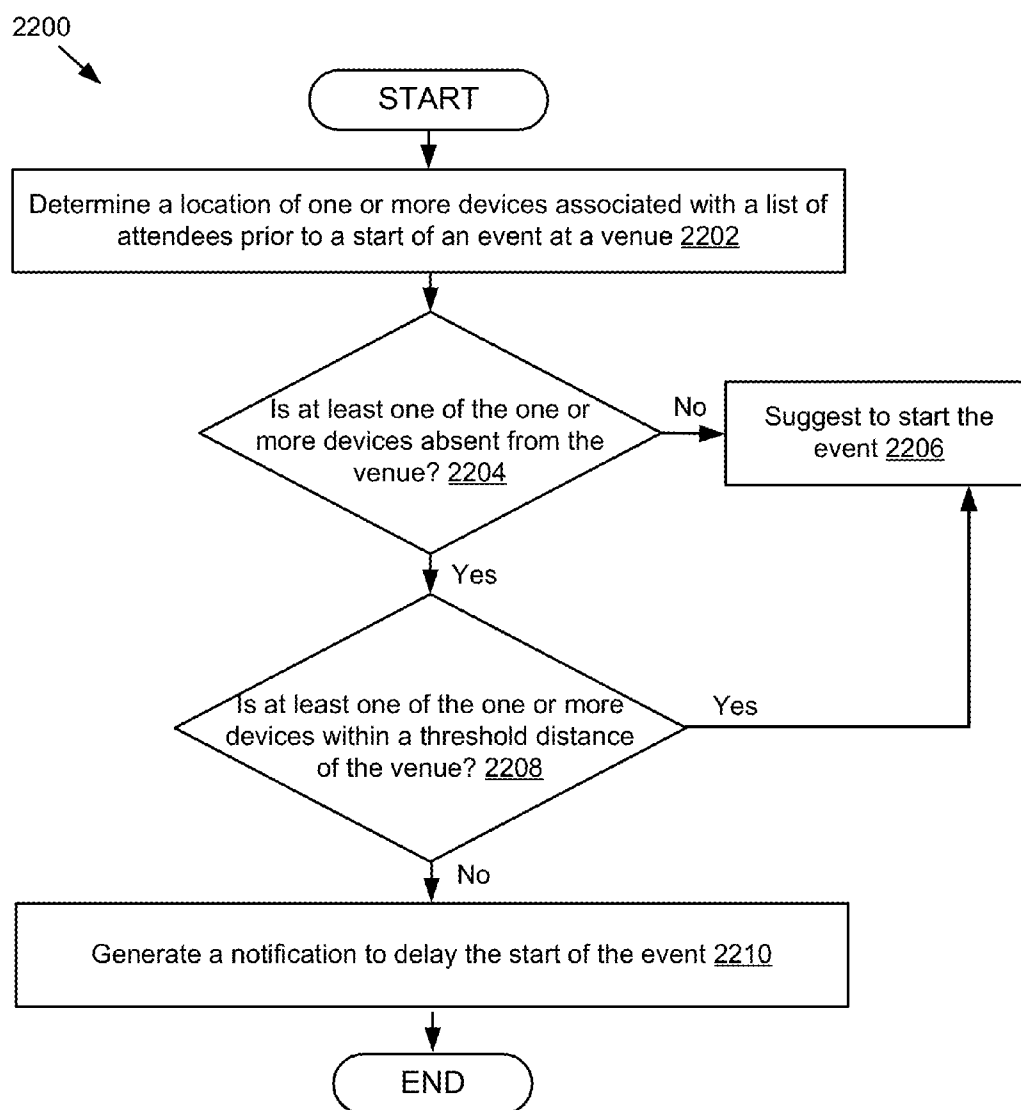 2200
START
Determine a location of one or more devices associated with a list of
attendees prior to a start of an event at a venue 2202
Is at least one of the one or
more devices absent from the
venue? 2204
No
Suggest to start the
event 2206
Yes
Is at least one of the one or more
devices within a threshold distance
of the venue? 2208
Yes
No
Generate a notification to delay the start of the event 2210
END